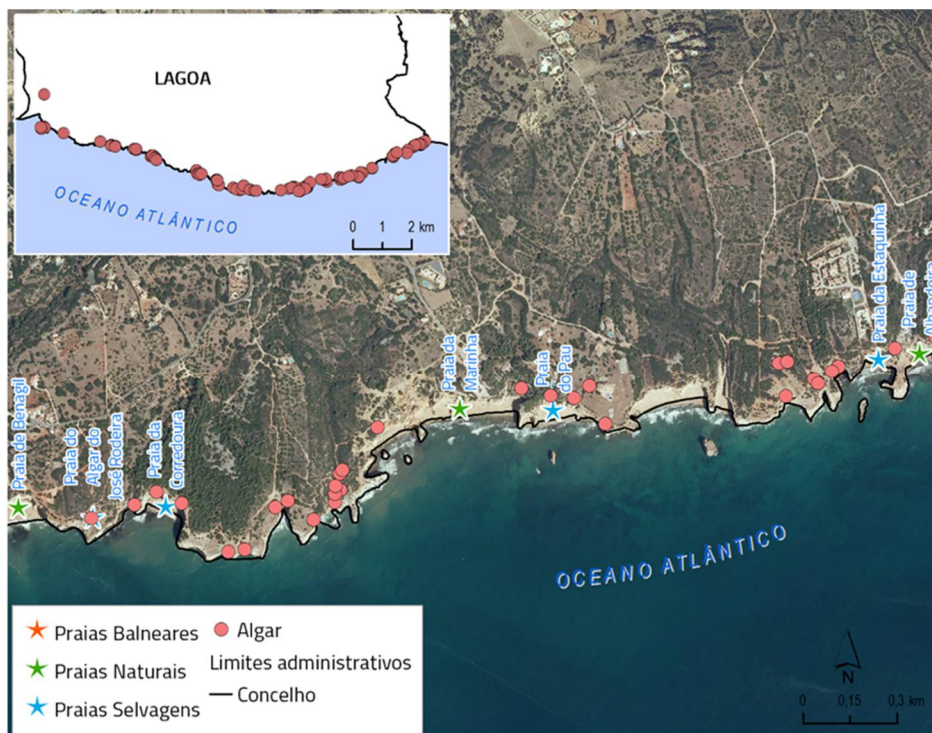 LAGOA
OCEANO ATLÂNTICO
0 1 2 km
Praia de Benagil
Praia do
Algar do
José Rodeira
Praia da
Corredoura
Praia da
Marinha
Praia
do Pau
Praia da Estaquinha
Praia de
Albandeira
OCEANO ATLÂNTICO
Praias Balneares
Praias Naturais
Praias Selvagens
Algar
Limites administrativos
Concelho
N
0 0,15 0,3 km